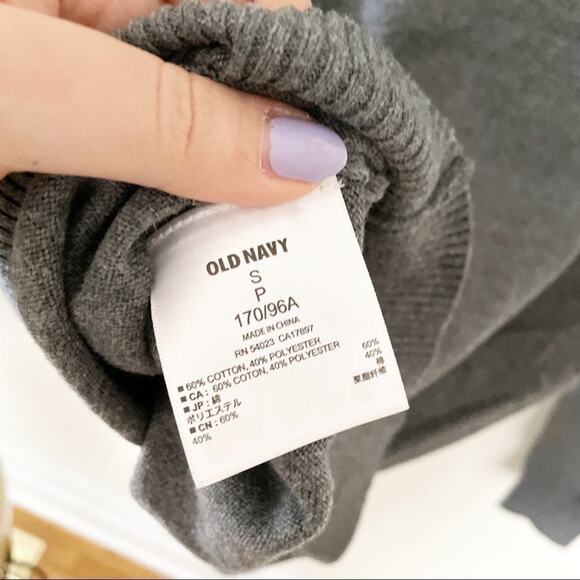 OLD NAVY
S
P
170/96A
MADE IN CHINA
RN 54023 CA17897
■ 60% COTTON, 40% POLYESTER
■ CA : 60% COTON, 40% POLYESTER
■ JP : 綿 60%
ポリエステル 40%
■ CN : 60% 棉
40% 聚酯纤维